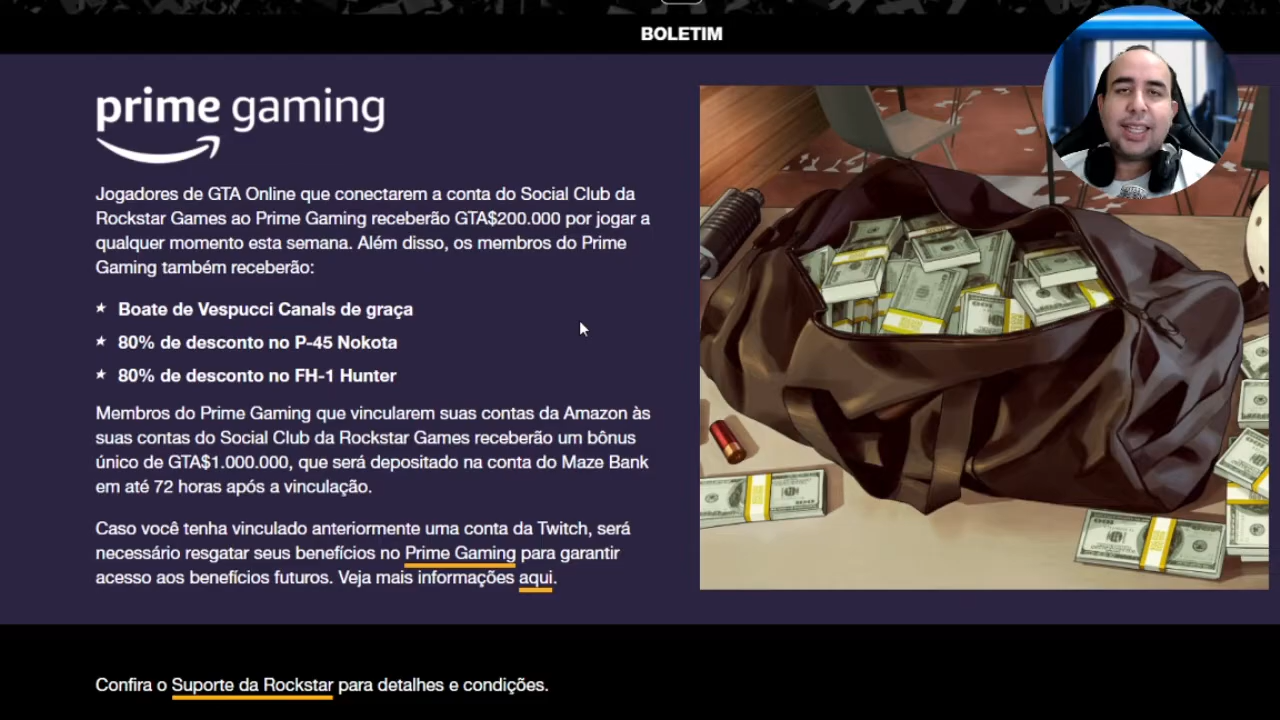 BOLETIM
prime gaming
Jogadores de GTA Online que conectarem a conta do Social Club da
Rockstar Games ao Prime Gaming receberão GTA$200.000 por jogar a
qualquer momento esta semana. Além disso, os membros do Prime
Gaming também receberão:
Boate de Vespucci Canals de graça
80% de desconto no P-45 Nokota
80% de desconto no FH-1 Hunter
Membros do Prime Gaming que vincularem suas contas da Amazon às
suas contas do Social Club da Rockstar Games receberão um bônus
único de GTA$1.000.000, que será depositado na conta do Maze Bank
em até 72 horas após a vinculação.
Caso você tenha vinculado anteriormente uma conta da Twitch, será
necessário resgatar seus benefícios no Prime Gaming para garantir
acesso aos benefícios futuros. Veja mais informações aqui.
Confira o Suporte da Rockstar para detalhes e condições.